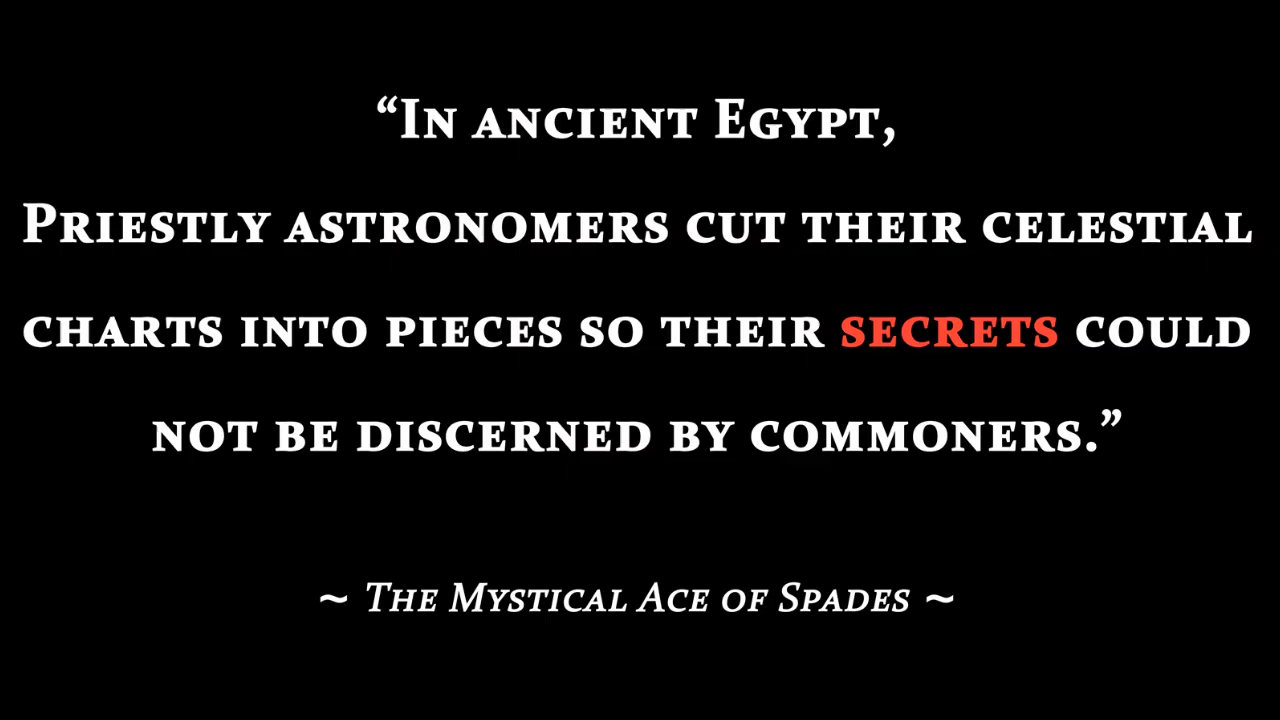 “In ancient Egypt,
Priestly astronomers cut their celestial
charts into pieces so their secrets could
not be discerned by commoners.”
~ The Mystical Ace of Spades ~